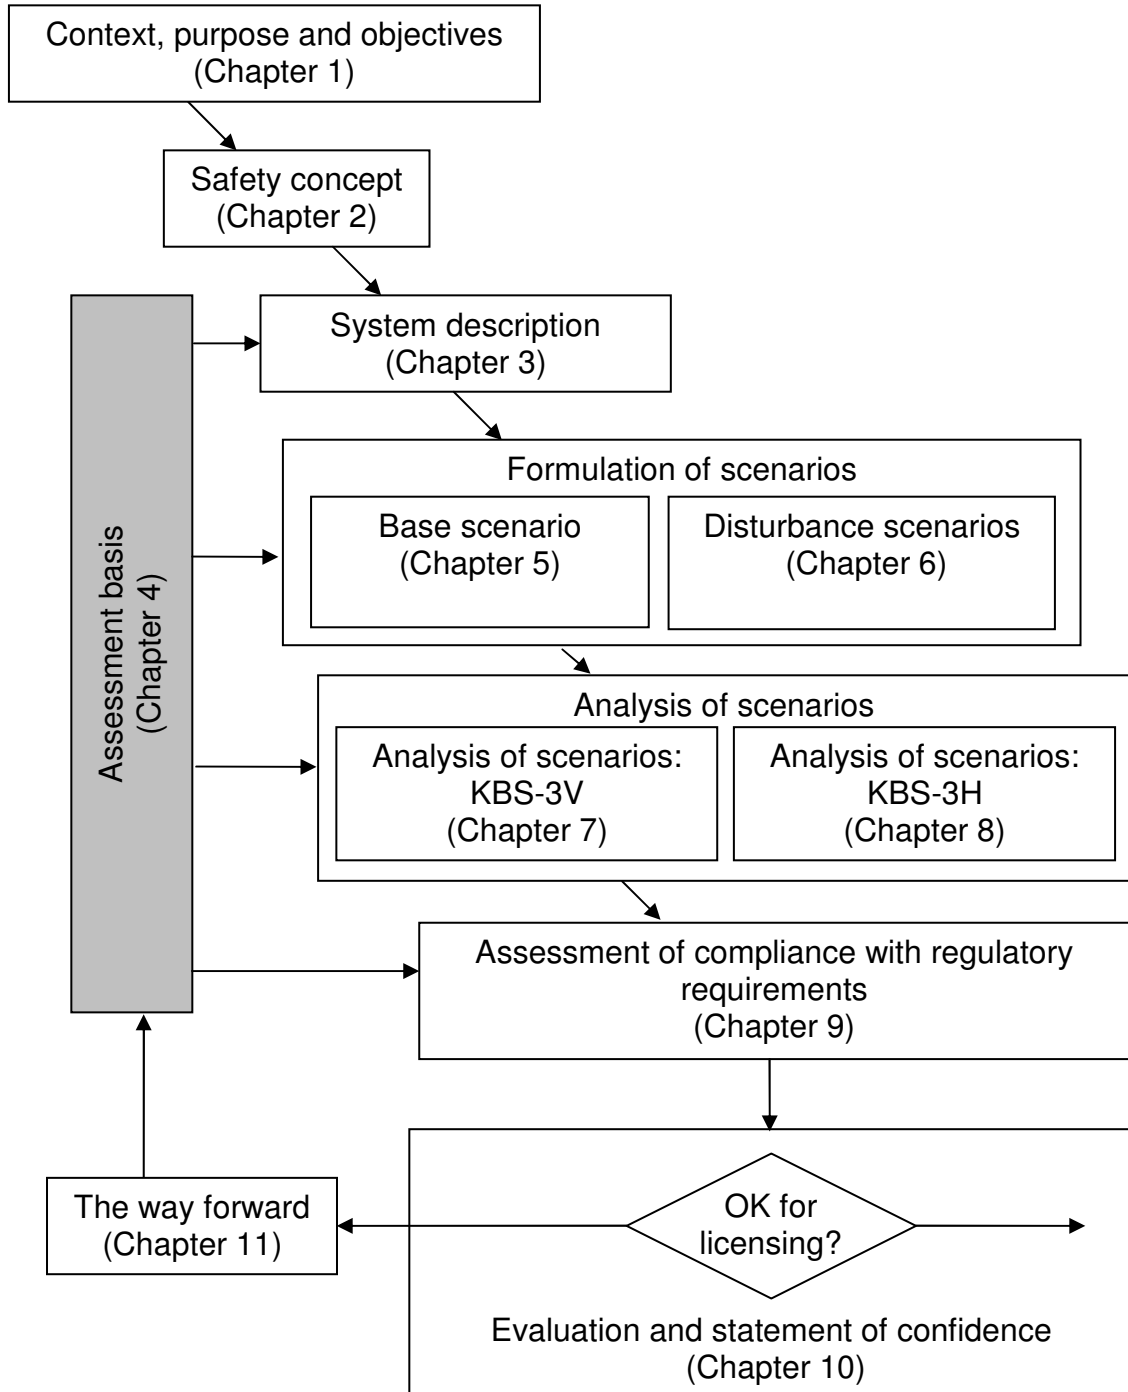 Context, purpose and objectives
(Chapter 1)
Safety concept
(Chapter 2)
System description
(Chapter 3)
Assessment basis
(Chapter 4)
Formulation of scenarios
Base scenario
(Chapter 5)
Disturbance scenarios
(Chapter 6)
Analysis of scenarios
Analysis of scenarios:
KBS-3V
(Chapter 7)
Analysis of scenarios:
KBS-3H
(Chapter 8)
Assessment of compliance with regulatory
requirements
(Chapter 9)
OK for
licensing?
The way forward
(Chapter 11)
Evaluation and statement of confidence
(Chapter 10)